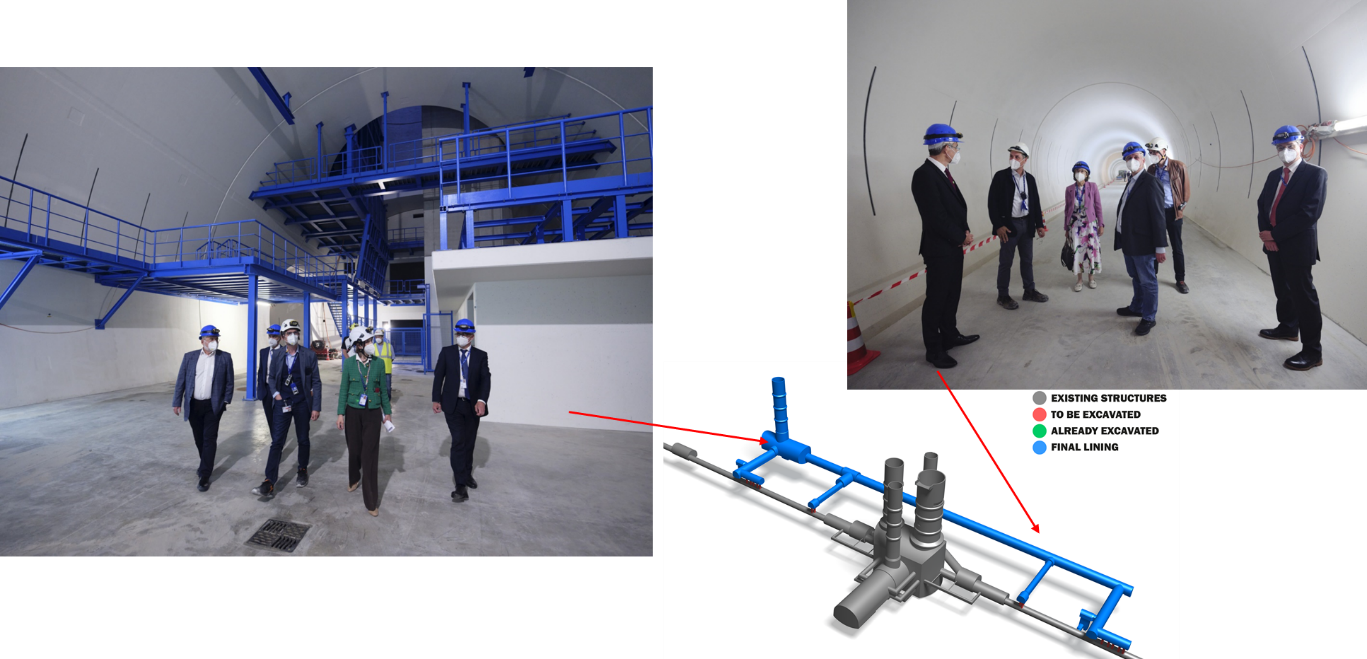 EXISTING STRUCTURES
TO BE EXCAVATED
ALREADY EXCAVATED
FINAL LINING